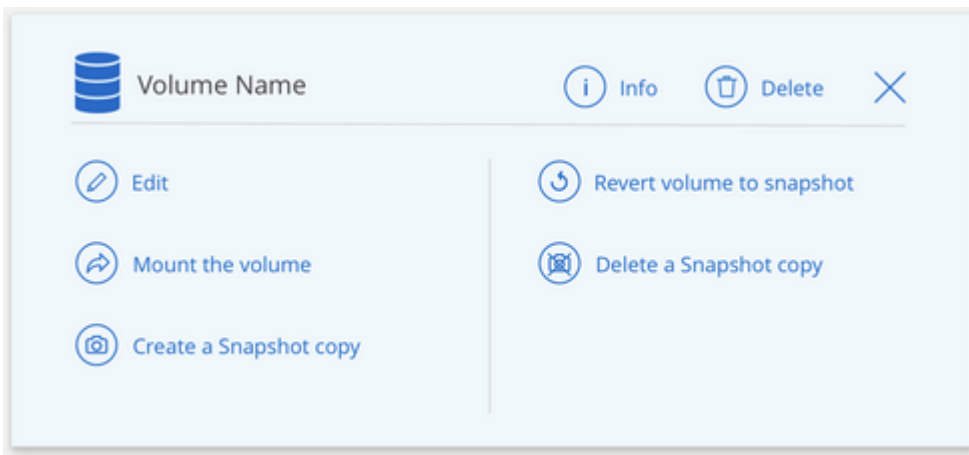 Volume Name
Info
Delete
Edit
Mount the volume
Create a Snapshot copy
Revert volume to snapshot
Delete a Snapshot copy